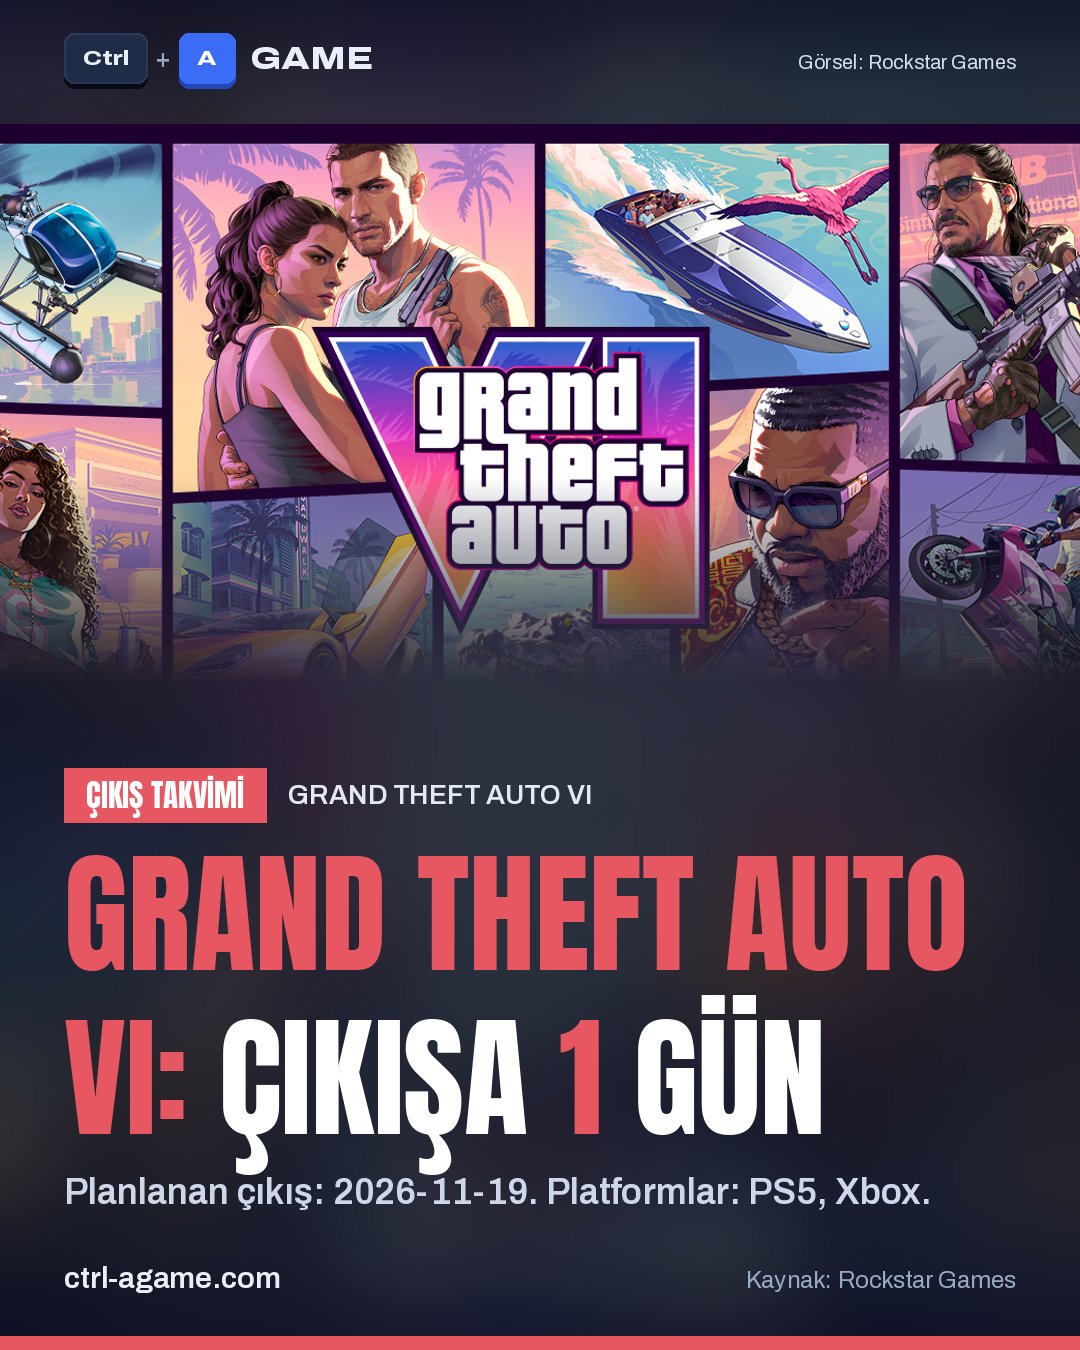 Ctrl + A GAME
Görsel: Rockstar Games
grand
theft
auto
VI
ÇIKIŞ TAKVİMİ
GRAND THEFT AUTO VI
GRAND THEFT AUTO
VI: ÇIKIŞA 1 GÜN
Planlanan çıkış: 2026-11-19. Platformlar: PS5, Xbox.
ctrl-agame.com
Kaynak: Rockstar Games